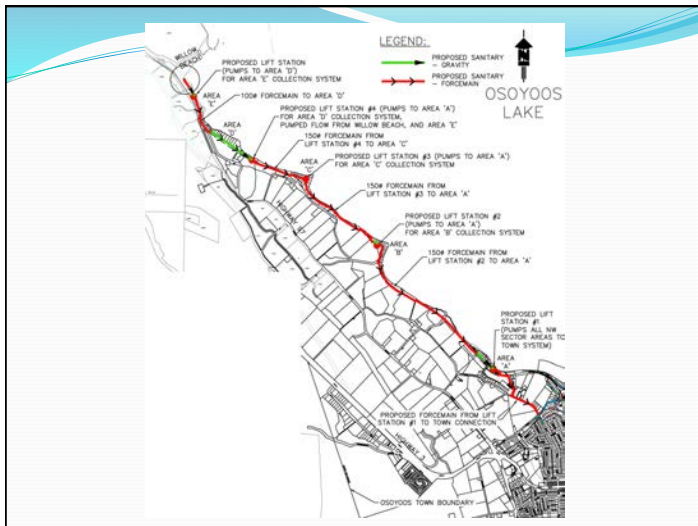 WILLOW
BEACH
PROPOSED LIFT STATION
(PUMPS TO AREA "D")
FOR AREA "E" COLLECTION SYSTEM
LEGEND:
PROPOSED SANITARY
– GRAVITY
PROPOSED SANITARY
– FORCEMAIN
OSOYOOS
LAKE
AREA
"E"
100ø FORCEMAIN TO AREA "D"
AREA
"D"
PROPOSED LIFT STATION #4 (PUMPS TO AREA "A")
FOR AREA "D" COLLECTION SYSTEM,
PUMPED FLOW FROM WILLOW BEACH, AND AREA "E"
150ø FORCEMAIN FROM
LIFT STATION #4 TO AREA "C"
AREA
"C"
PROPOSED LIFT STATION #3 (PUMPS TO AREA "A")
FOR AREA "C" COLLECTION SYSTEM
150ø FORCEMAIN FROM
LIFT STATION #3 TO AREA "A"
HIGHWAY 97
PROPOSED LIFT STATION #2
(PUMPS TO AREA "A")
FOR AREA "B" COLLECTION SYSTEM
AREA
"B"
150ø FORCEMAIN FROM
LIFT STATION #2 TO AREA "A"
PROPOSED LIFT
STATION #1
(PUMPS ALL NW
SECTOR AREAS TO
TOWN SYSTEM)
AREA
"A"
PROPOSED FORCEMAIN FROM LIFT
STATION #1 TO TOWN CONNECTION
HIGHWAY 3
OSOYOOS TOWN BOUNDARY